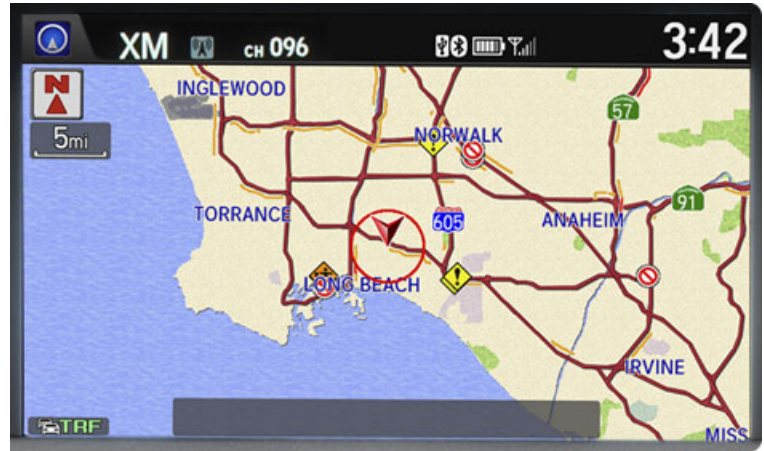 XM CH 096 3:42
N
5mi
INGLEWOOD
57
NORWALK
91
TORRANCE
605
ANAHEIM
LONG BEACH
IRVINE
TRF
MISS